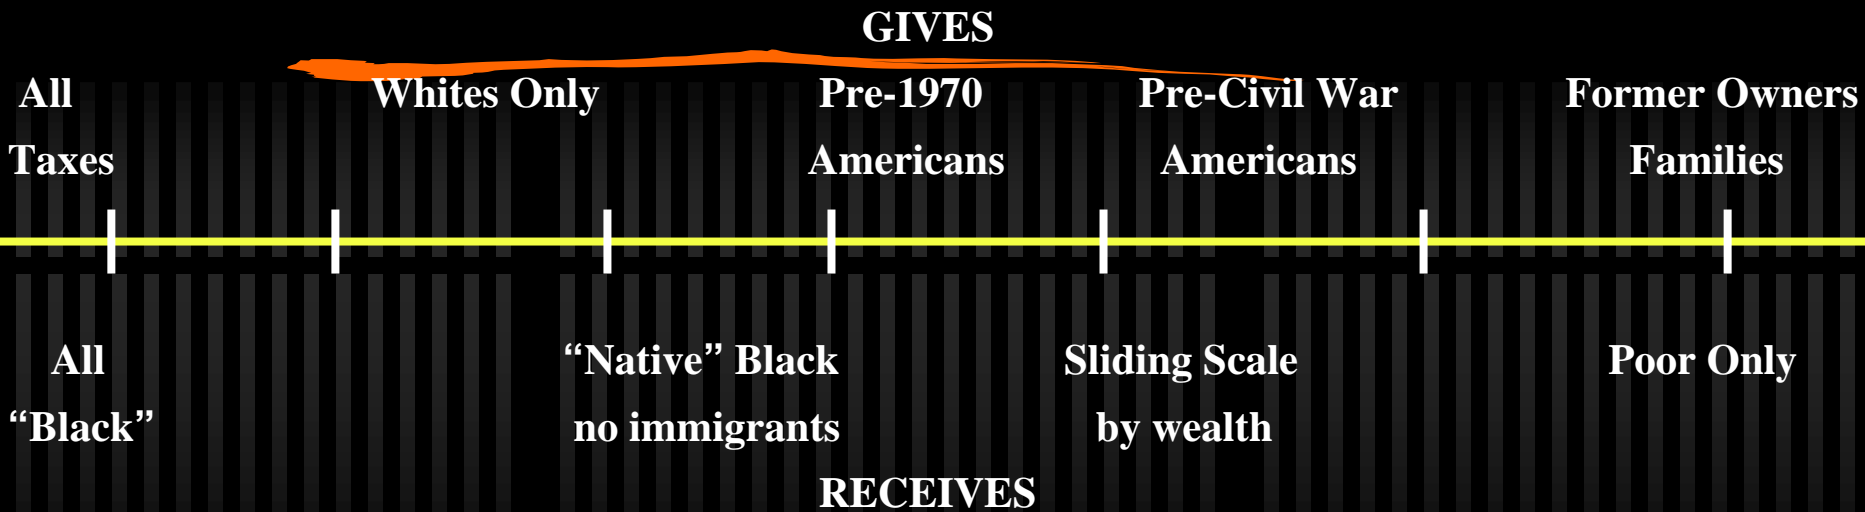 GIVES
All Whites Only Pre-1970 Pre-Civil War Former Owners
Taxes Americans Americans Families
All “Native” Black Sliding Scale Poor Only
“Black” no immigrants by wealth
RECEIVES